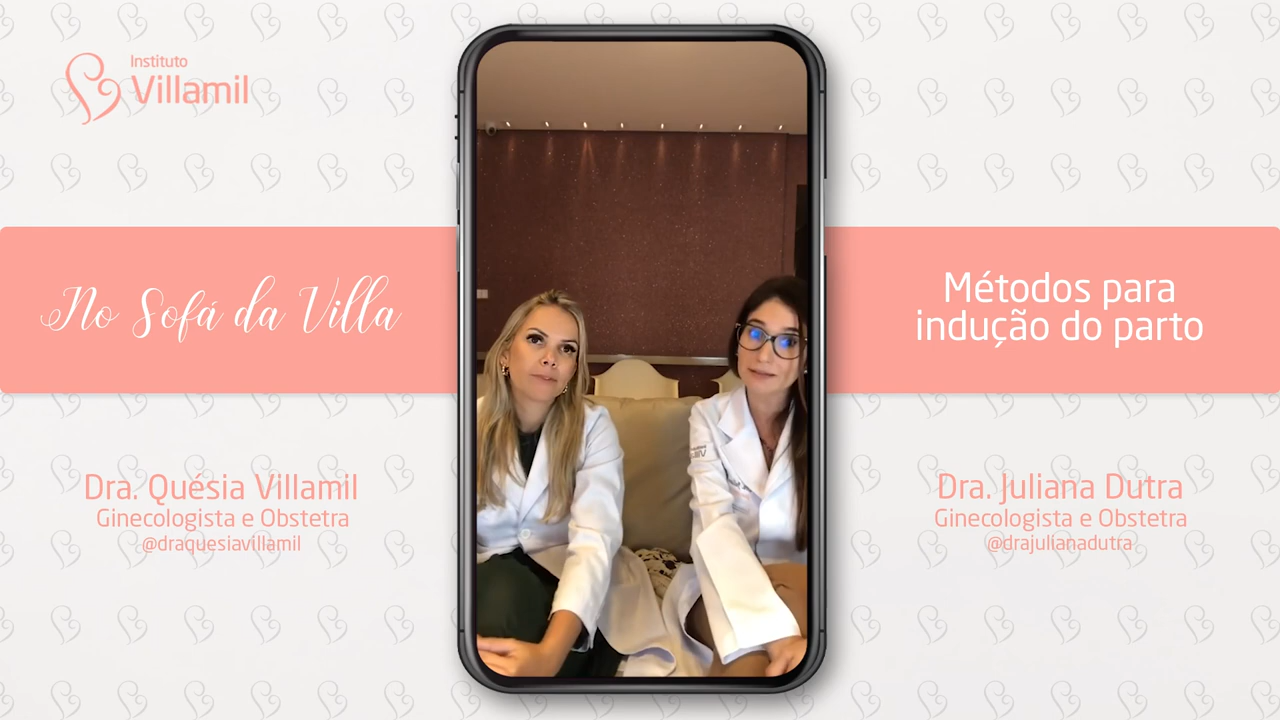 Instituto
Villamil
No Sofá da Villa
Métodos para
indução do parto
Dra. Quésia Villamil
Ginecologista e Obstetra
@draquesiavillamil
Dra. Juliana Dutra
Ginecologista e Obstetra
@drajulianadutra